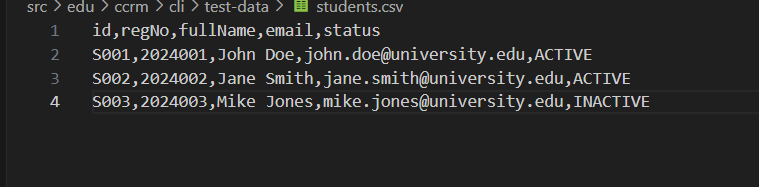 src > edu > ccrm > cli > test-data > students.csv
1 id,regNo,fullName,email,status
2 S001,2024001,John Doe,john.doe@university.edu,ACTIVE
3 S002,2024002,Jane Smith,jane.smith@university.edu,ACTIVE
4 S003,2024003,Mike Jones,mike.jones@university.edu,INACTIVE